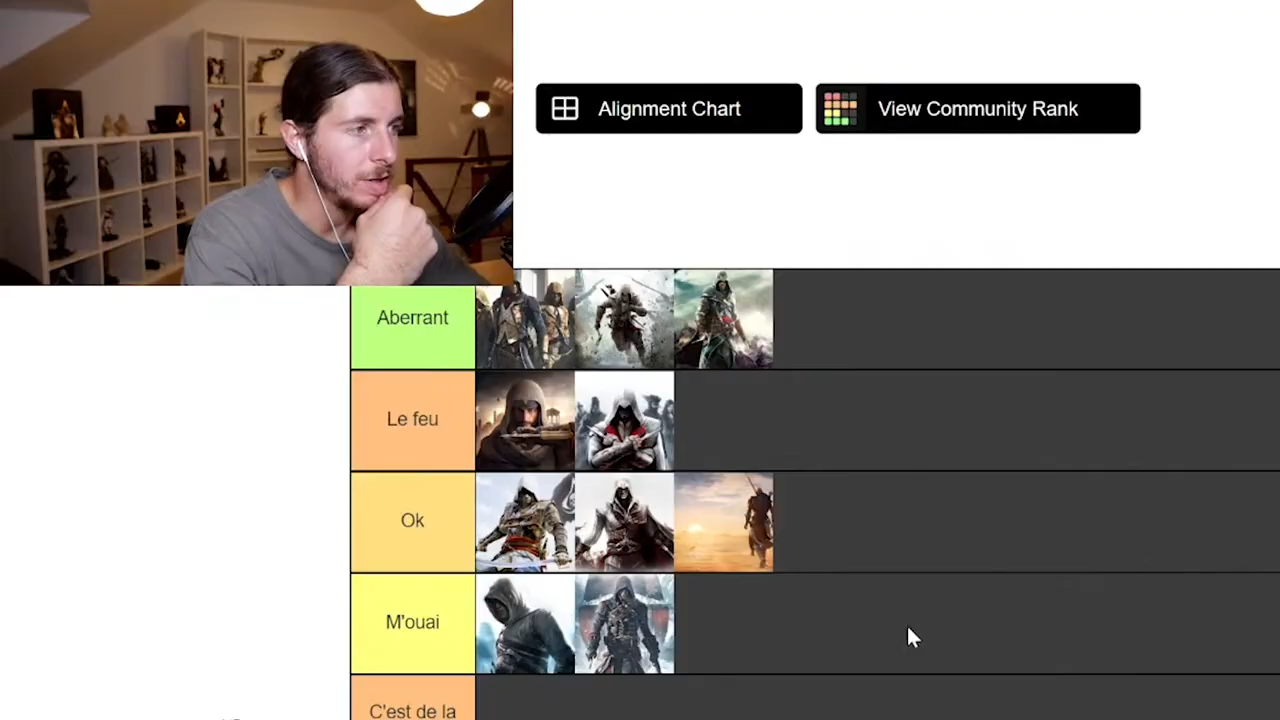 Alignment Chart
View Community Rank
Aberrant
Le feu
Ok
M'ouai
C'est de la